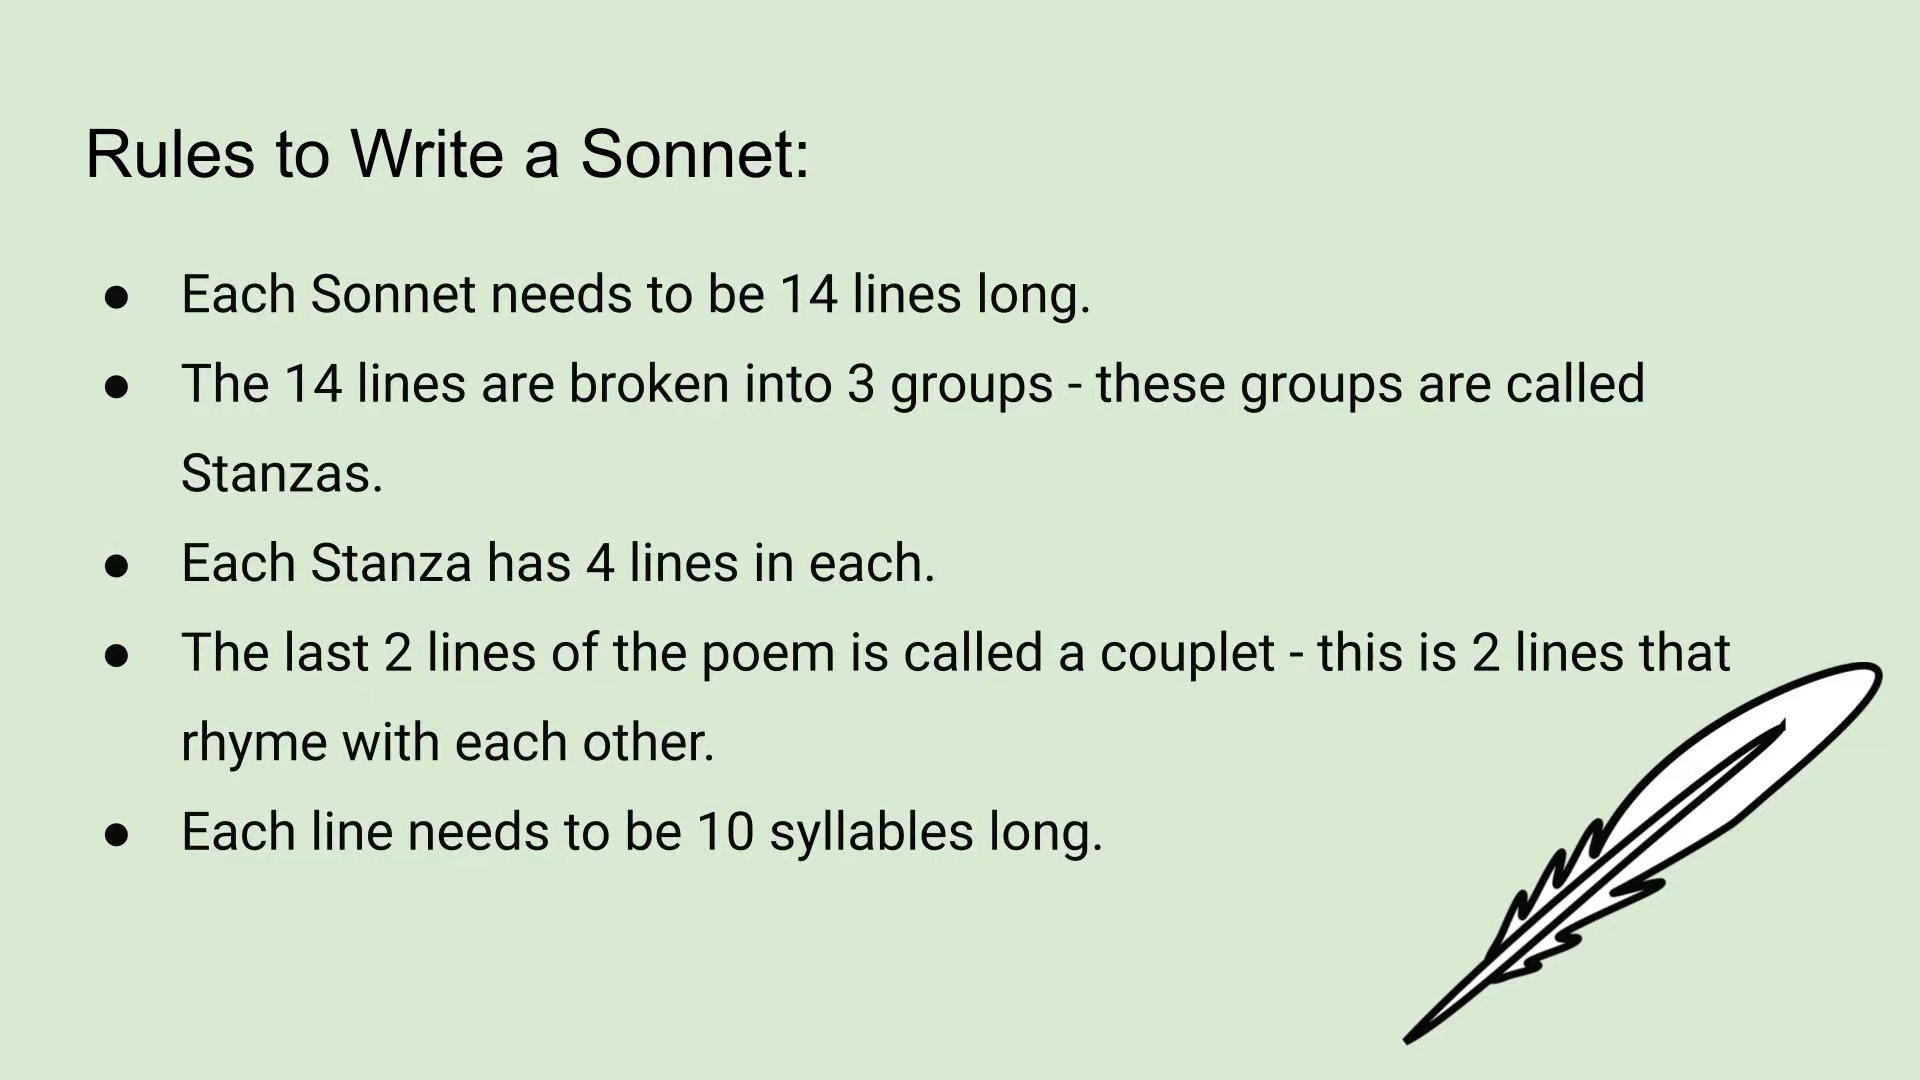 Rules to Write a Sonnet:
● Each Sonnet needs to be 14 lines long.
● The 14 lines are broken into 3 groups - these groups are called
Stanzas.
● Each Stanza has 4 lines in each.
● The last 2 lines of the poem is called a couplet - this is 2 lines that
rhyme with each other.
● Each line needs to be 10 syllables long.